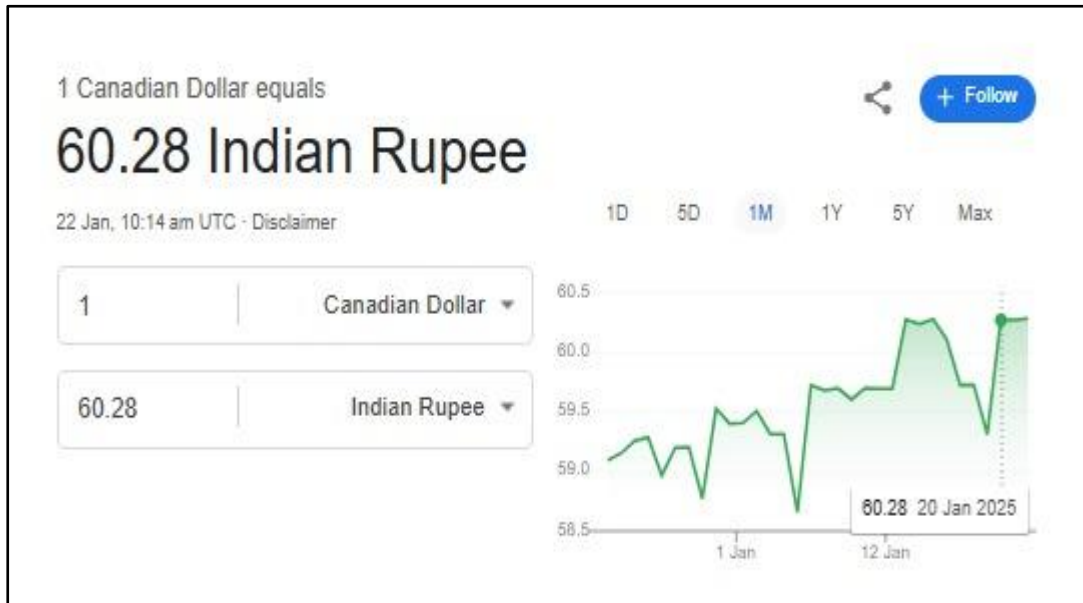 1 Canadian Dollar equals
60.28 Indian Rupee
22 Jan, 10:14 am UTC · Disclaimer
+ Follow
1D 5D 1M 1Y 5Y Max
1 Canadian Dollar
60.28 Indian Rupee
60.5
60.0
59.5
59.0
58.5
60.28 20 Jan 2025
1 Jan 12 Jan